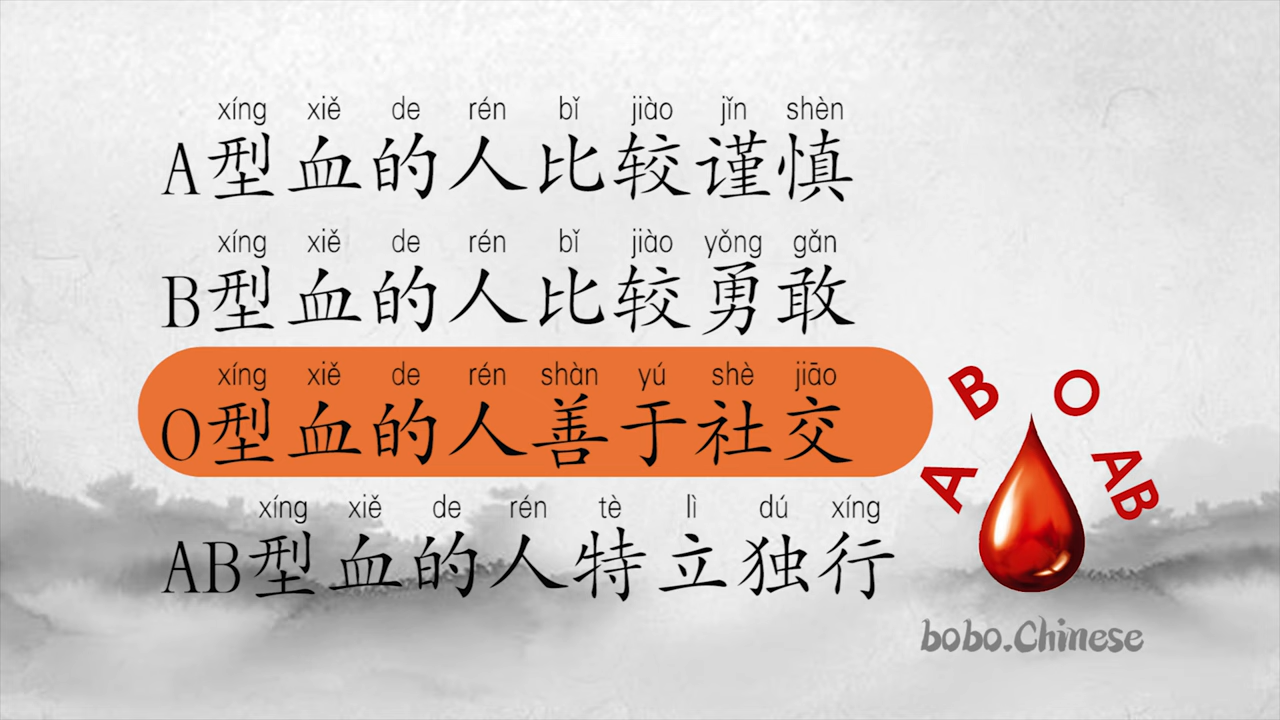 xíng xiě de rén bǐ jiào jǐn shèn
A型血的人比较谨慎
xíng xiě de rén bǐ jiào yǒng gǎn
B型血的人比较勇敢
xíng xiě de rén shàn yú shè jiāo
O型血的人善于社交
xíng xiě de rén tè lì dú xíng
AB型血的人特立独行
A B O AB
bobo.Chinese